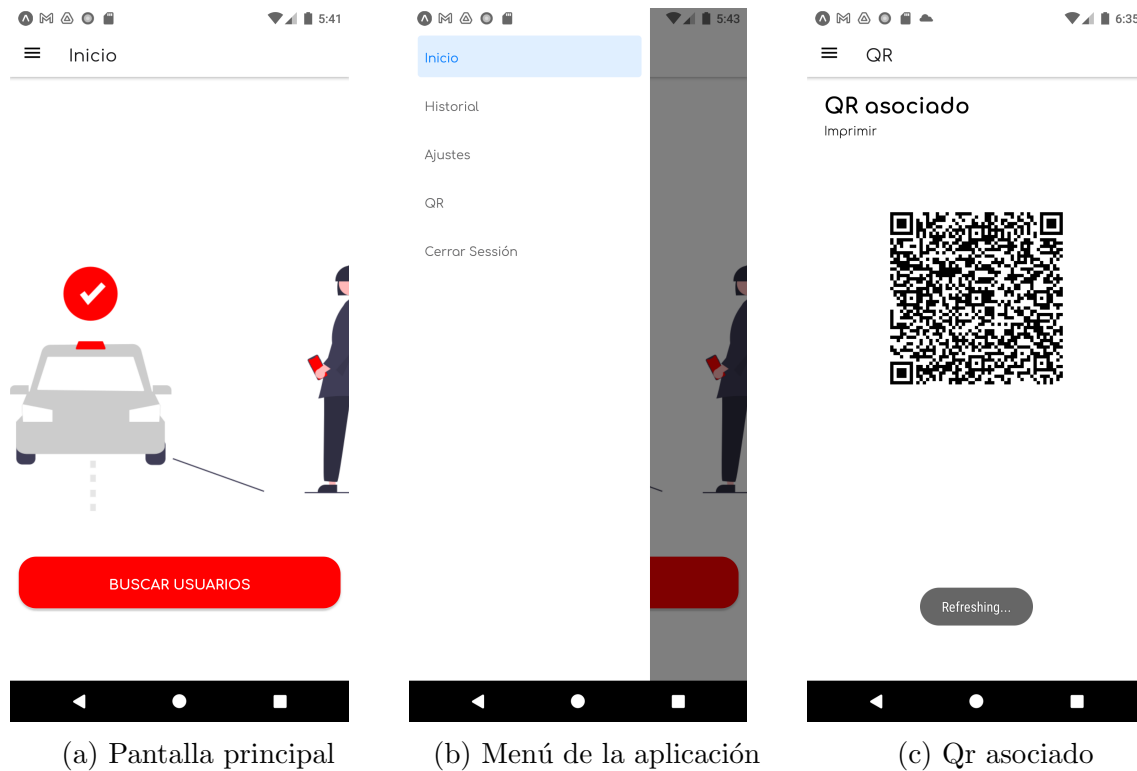 5:41
Inicio
BUSCAR USUARIOS
(a) Pantalla principal
5:43
Inicio
Historial
Ajustes
QR
Cerrar Sessión
(b) Menú de la aplicación
6:35
QR
QR asociado
Imprimir
Refreshing...
(c) Qr asociado